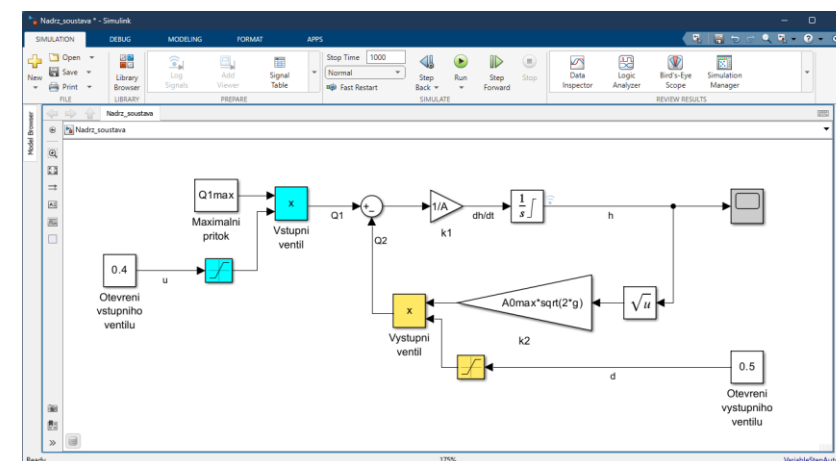 Nadrz_soustava * - Simulink
SIMULATION DEBUG MODELING FORMAT APPS
New
Open
Save
Print
FILE
Library
Browser
LIBRARY
Log
Signals
Add
Viewer
Signal
Table
PREPARE
Stop Time 1000
Normal
Fast Restart
Step
Back
Run
Step
Forward
Stop
SIMULATE
Data
Inspector
Logic
Analyzer
Bird's-Eye
Scope
Simulation
Manager
REVIEW RESULTS
Model Browser
Nadrz_soustava
Nadrz_soustava
Q1max
Maximalni
pritok
x
Vstupni
ventil
Q1
+
-
1/A
k1
dh/dt
1
s
h
Q2
0.4
u
Otevreni
vstupniho
ventilu
x
Vystupni
ventil
A0max*sqrt(2*g)
k2
√u
d
0.5
Otevreni
vystupniho
ventilu
Ready
175%
VariableStepAut